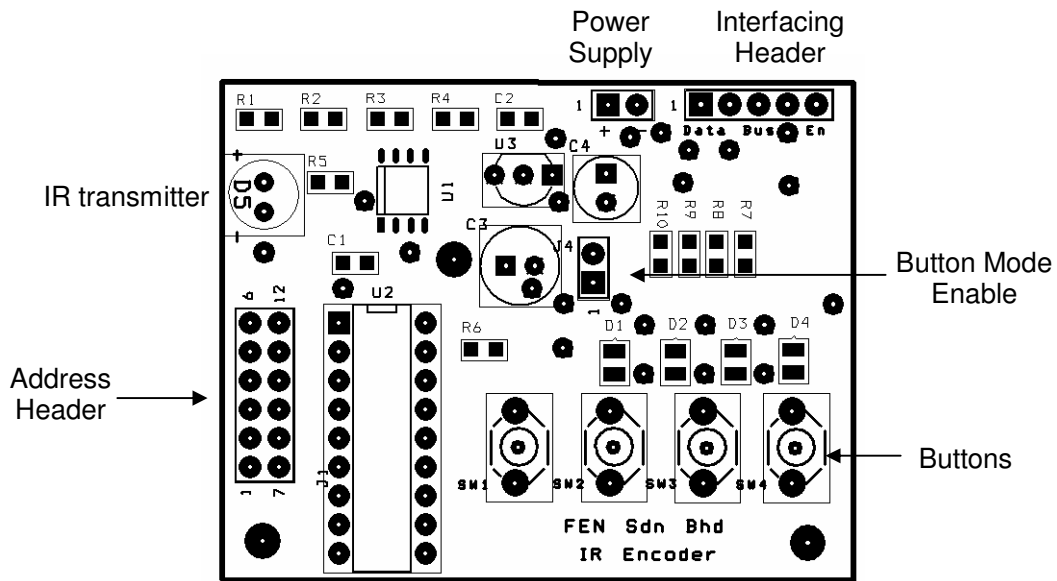 Power Supply
Interfacing Header
R1 R2 R3 R4 C2
1
+ -
1
Data Bus En
U3
C4
IR transmitter
+
D5
-
R5
U1
R10 R9 R8 R7
C3
J4
1
C1
Button Mode Enable
6 12
U2
R6
D1 D2 D3 D4
Address Header
1 7
J1
SW1 SW2 SW3 SW4
Buttons
FEN Sdn Bhd
IR Encoder